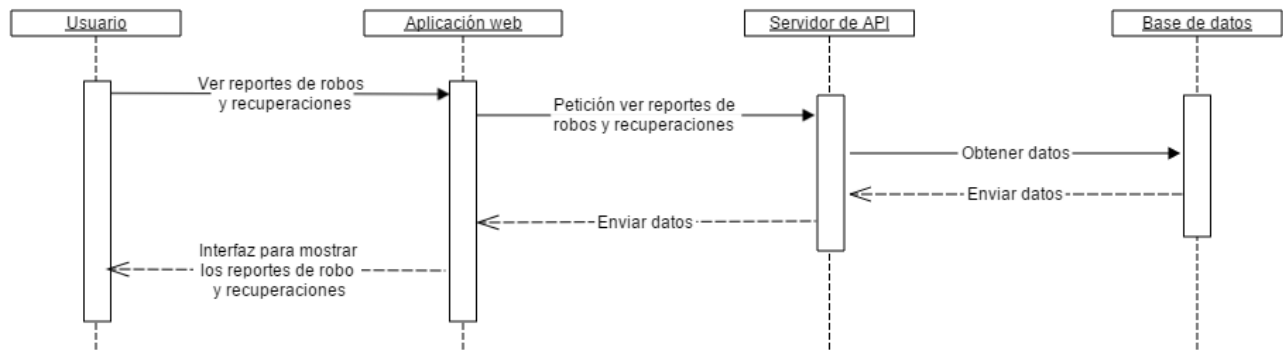 Usuario
Aplicación web
Servidor de API
Base de datos
Ver reportes de robos
y recuperaciones
Petición ver reportes de
robos y recuperaciones
Obtener datos
Enviar datos
Enviar datos
Interfaz para mostrar
los reportes de robo
y recuperaciones